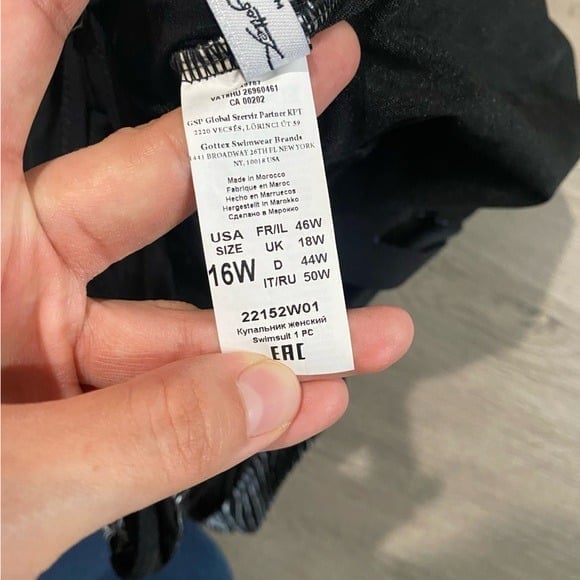 VAT#HU 26960461
CA 00202
GSP Global Szerviz Partner KFT
2220 VECSÉS, LŐRINCI ÚT 59
Gottex Swimwear Brands
1441 BROADWAY 26TH FL NEW YORK
NY, 10018 USA
Made in Morocco
Fabrique en Maroc
Hecho en Marruecos
Hergestellt in Marokko
Сделано в Марокко
USA SIZE 16W
FR/IL 46W
UK 18W
D 44W
IT/RU 50W
22152W01
Купальник женский
Swimsuit 1 PC
EAC